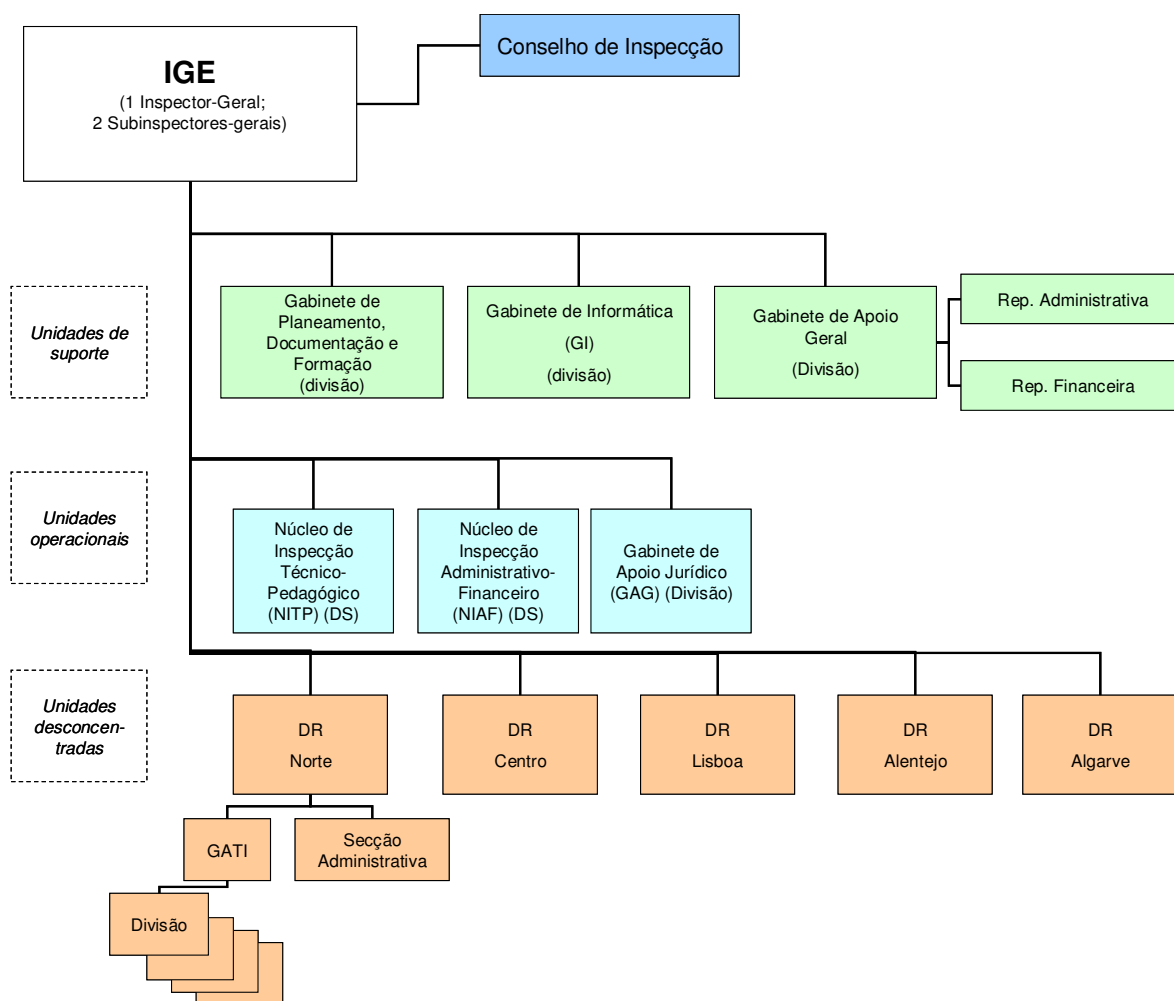 IGE
(1 Inspector-Geral;
2 Subinspectores-gerais)
Conselho de Inspecção
Unidades de
suporte
Gabinete de
Planeamento,
Documentação e
Formação
(divisão)
Gabinete de Informática
(GI)
(divisão)
Gabinete de Apoio
Geral
(Divisão)
Rep. Administrativa
Rep. Financeira
Unidades
operacionais
Núcleo de
Inspecção
Técnico-
Pedagógico
(NITP) (DS)
Núcleo de
Inspecção
Administrativo-
Financeiro
(NIAF) (DS)
Gabinete de
Apoio Jurídico
(GAG) (Divisão)
Unidades
desconcen-
tradas
DR
Norte
DR
Centro
DR
Lisboa
DR
Alentejo
DR
Algarve
GATI
Secção
Administrativa
Divisão